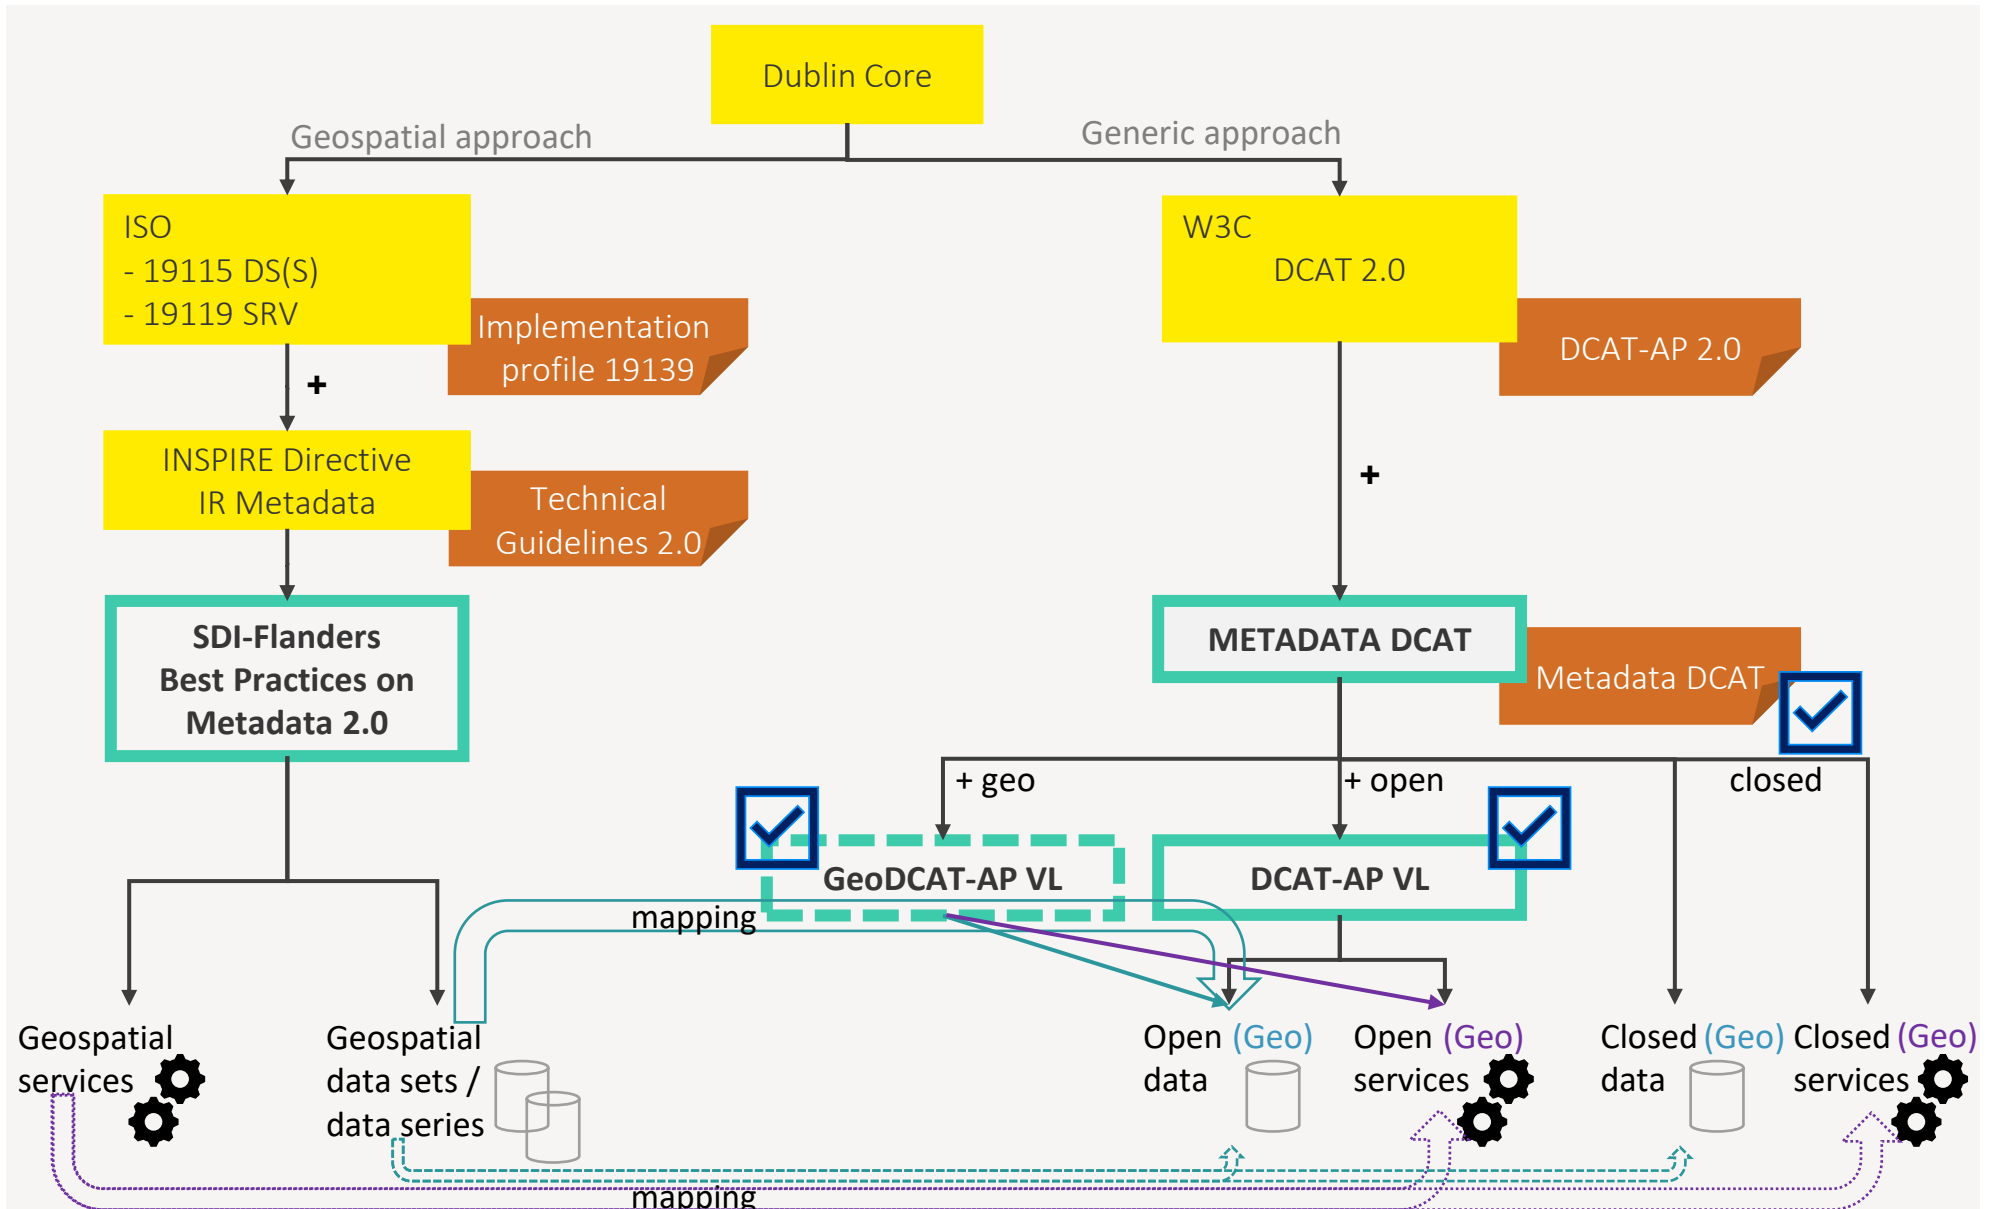 Dublin Core
Geospatial approach
Generic approach
ISO
- 19115 DS(S)
- 19119 SRV
W3C
DCAT 2.0
Implementation
profile 19139
DCAT-AP 2.0
+
INSPIRE Directive
IR Metadata
+
Technical
Guidelines 2.0
SDI-Flanders
Best Practices on
Metadata 2.0
METADATA DCAT
Metadata DCAT
+ geo
+ open
closed
GeoDCAT-AP VL
DCAT-AP VL
mapping
Geospatial
services
Geospatial
data sets /
data series
Open (Geo)
data
Open (Geo)
services
Closed (Geo)
data
Closed (Geo)
services
mapping